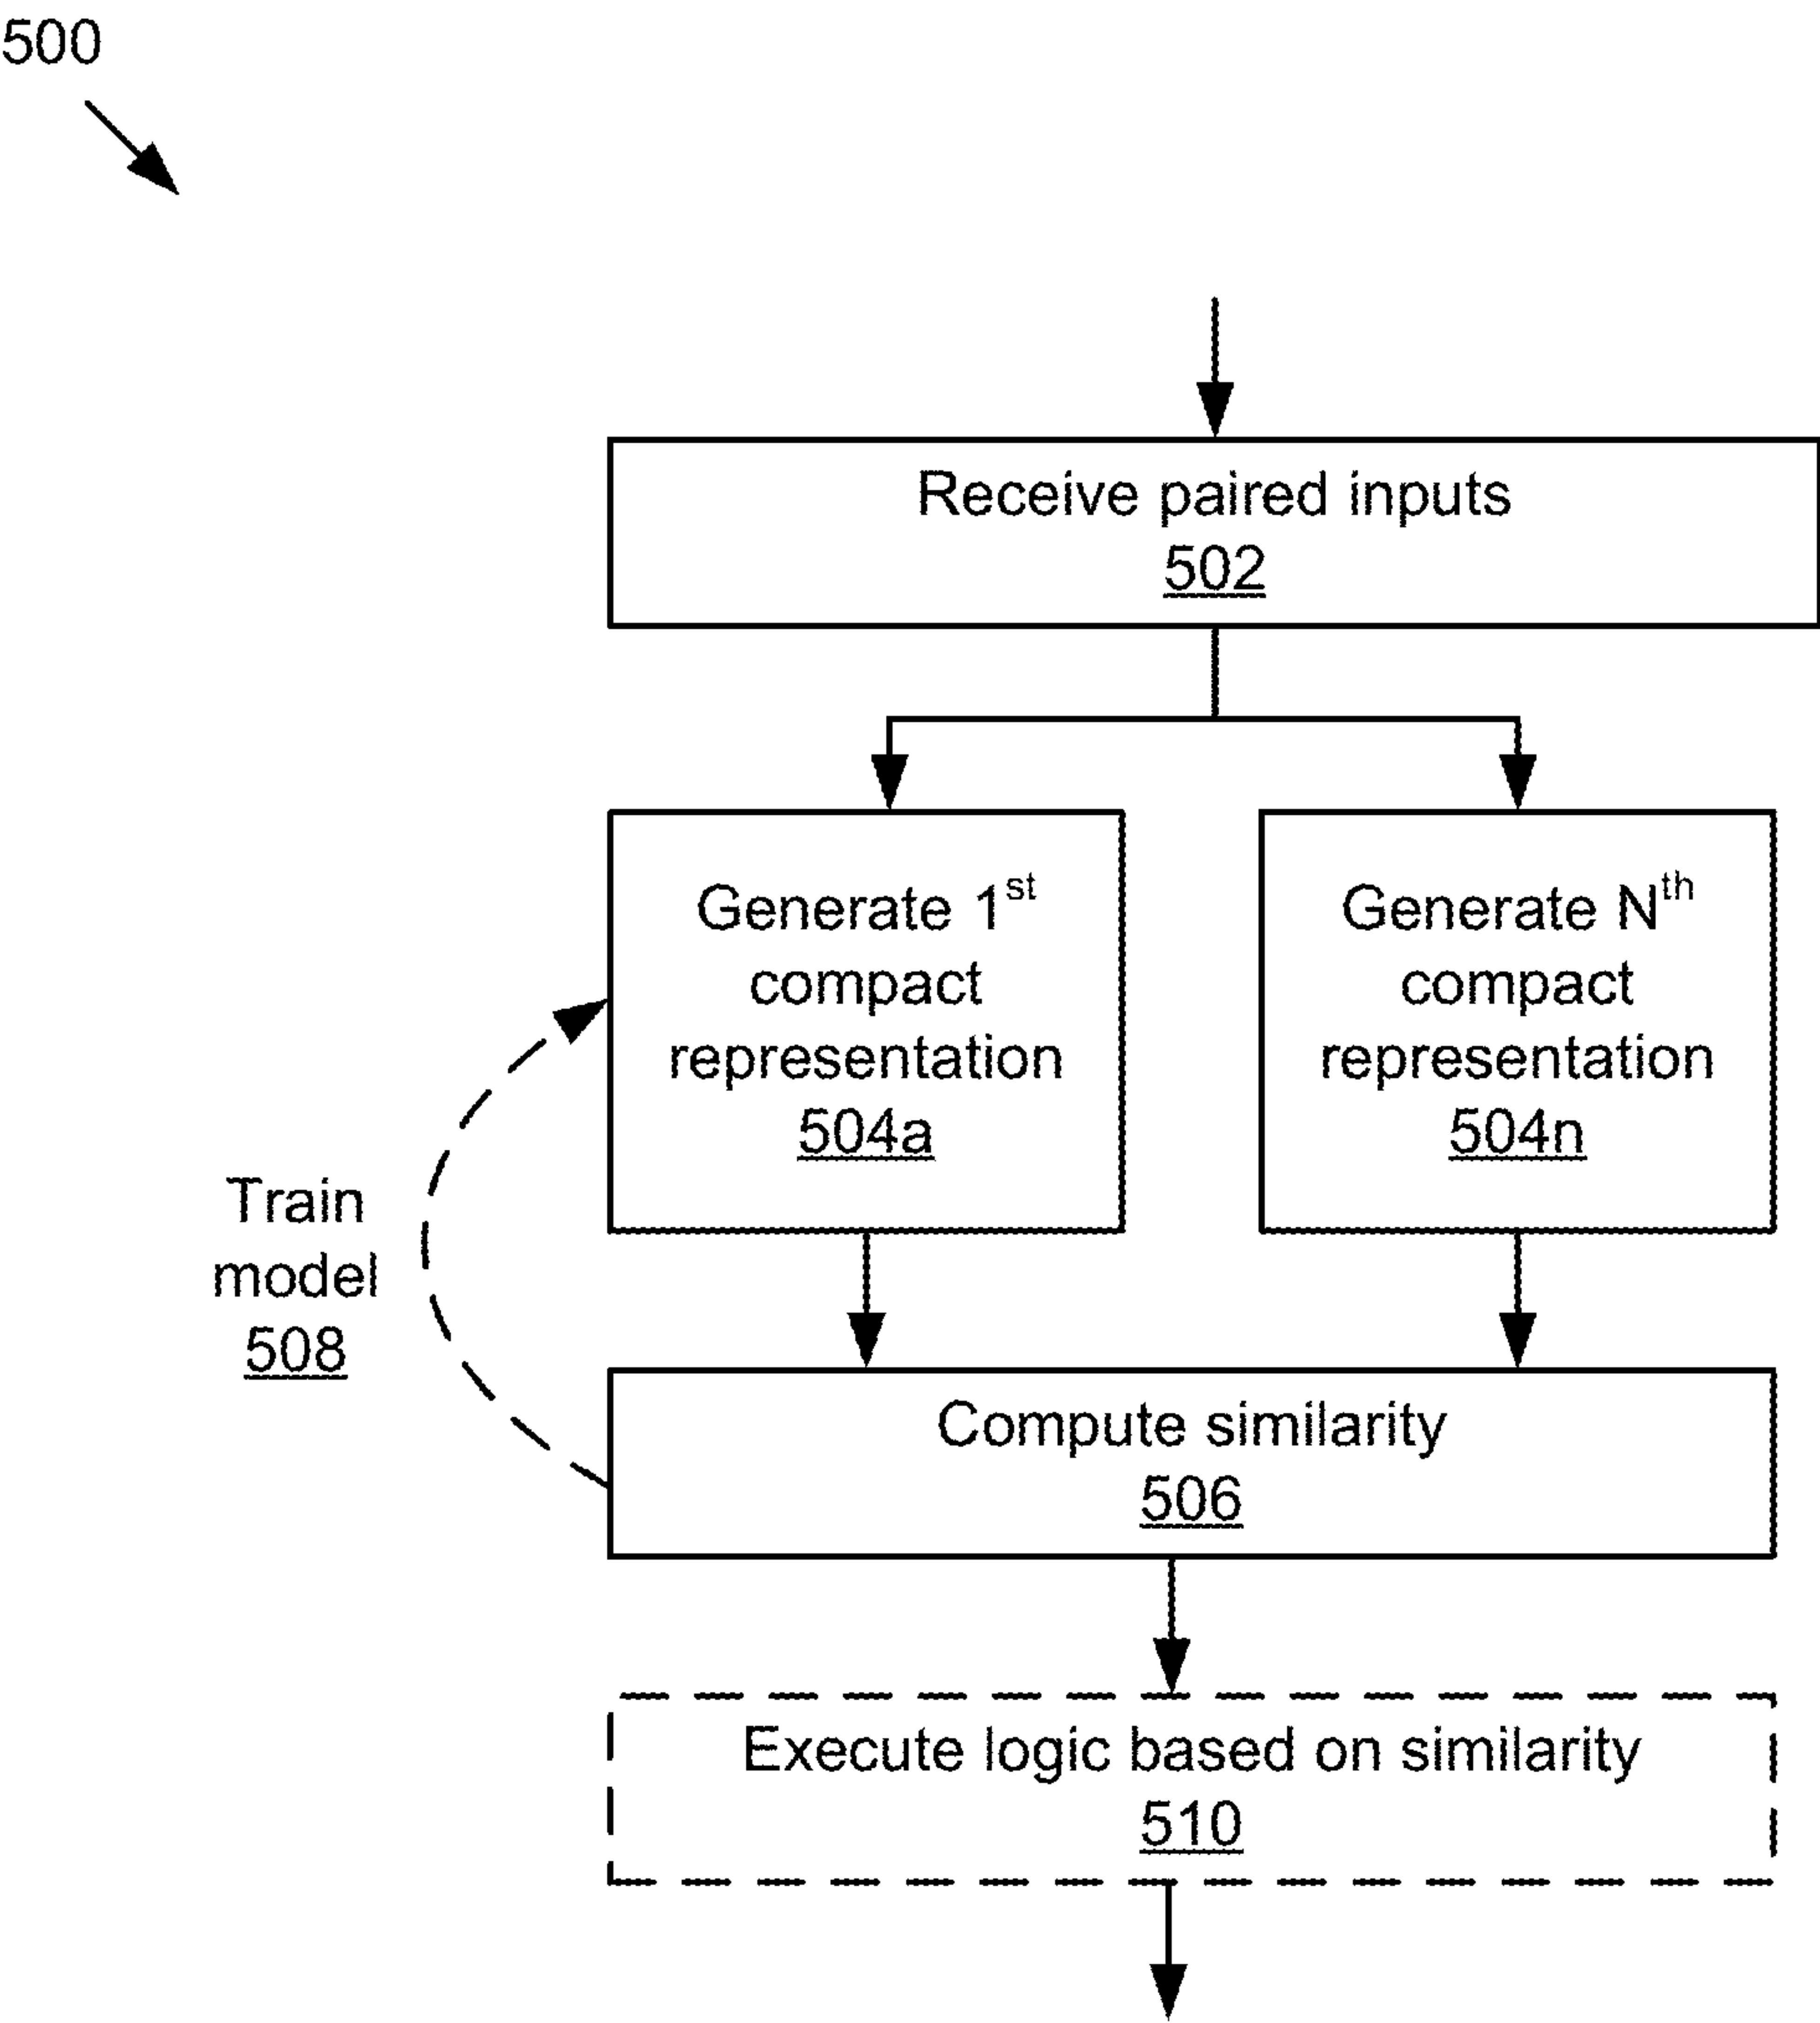 500
Receive paired inputs
502
Generate 1st
compact
representation
504a
Generate Nth
compact
representation
504n
Train
model
508
Compute similarity
506
Execute logic based on similarity
510